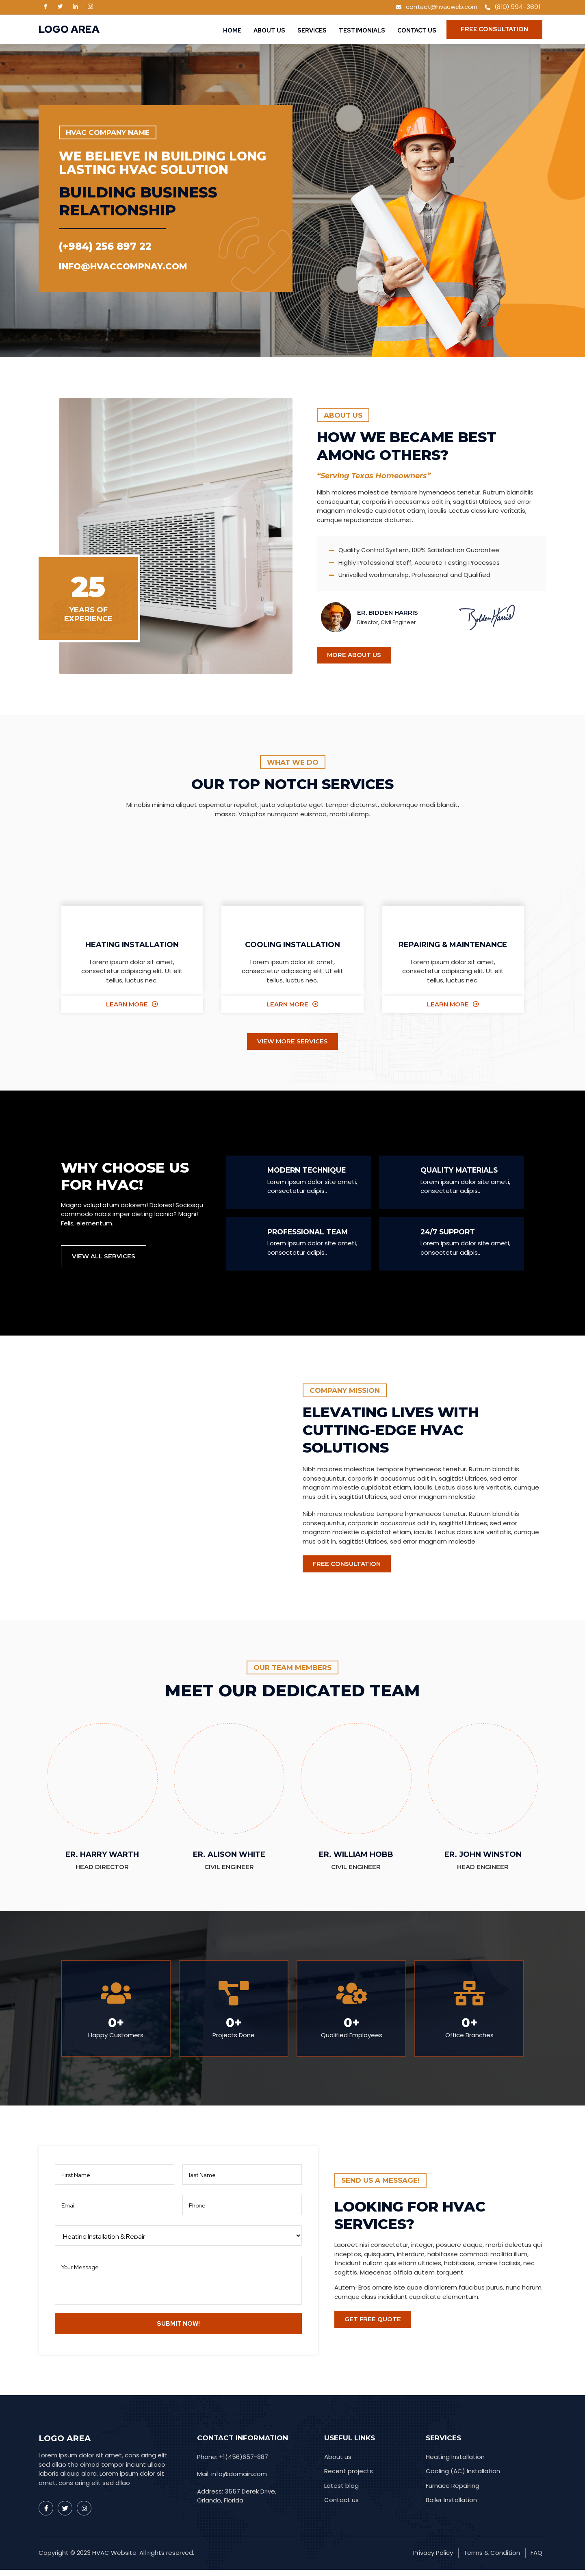 contact@hvacweb.com
(810) 594-3691
LOGO AREA
HOME
ABOUT US
SERVICES
TESTIMONIALS
CONTACT US
FREE CONSULTATION
HVAC COMPANY NAME
WE BELIEVE IN BUILDING LONG
LASTING HVAC SOLUTION
BUILDING BUSINESS
RELATIONSHIP
(+984) 256 897 22
INFO@HVACCOMPNAY.COM
25
YEARS OF
EXPERIENCE
ABOUT US
HOW WE BECAME BEST
AMONG OTHERS?
“Serving Texas Homeowners”
Nibh maiores molestiae tempore hymenaeos tenetur. Rutrum blanditiis
consequuntur, corporis in accusamus odit in, sagittis! Ultrices, sed error
magnam molestie cupidatat etiam, iaculis. Lectus class iure veritatis,
cumque repudiandae dictumst.
Quality Control System, 100% Satisfaction Guarantee
Highly Professional Staff, Accurate Testing Processes
Unrivalled workmanship, Professional and Qualified
ER. BIDDEN HARRIS
Director, Civil Engineer
MORE ABOUT US
WHAT WE DO
OUR TOP NOTCH SERVICES
Mi nobis minima aliquet aspernatur repellat, justo voluptate eget tempor dictumst, doloremque modi blandit,
massa. Voluptas numquam euismod, morbi ullamp.
HEATING INSTALLATION
Lorem ipsum dolor sit amet,
consectetur adipiscing elit. Ut elit
tellus, luctus nec.
LEARN MORE
COOLING INSTALLATION
Lorem ipsum dolor sit amet,
consectetur adipiscing elit. Ut elit
tellus, luctus nec.
LEARN MORE
REPAIRING & MAINTENANCE
Lorem ipsum dolor sit amet,
consectetur adipiscing elit. Ut elit
tellus, luctus nec.
LEARN MORE
VIEW MORE SERVICES
WHY CHOOSE US
FOR HVAC!
Magna voluptatum dolorem! Dolores! Sociosqu
commodo nobis imper dieting lacinia? Magni!
Felis, elementum.
VIEW ALL SERVICES
MODERN TECHNIQUE
Lorem ipsum dolor site ameti,
consectetur adipis..
QUALITY MATERIALS
Lorem ipsum dolor site ameti,
consectetur adipis..
PROFESSIONAL TEAM
Lorem ipsum dolor site ameti,
consectetur adipis..
24/7 SUPPORT
Lorem ipsum dolor site ameti,
consectetur adipis..
COMPANY MISSION
ELEVATING LIVES WITH
CUTTING-EDGE HVAC
SOLUTIONS
Nibh maiores molestiae tempore hymenaeos tenetur. Rutrum blanditiis
consequuntur, corporis in accusamus odit in, sagittis! Ultrices, sed error
magnam molestie cupidatat etiam, iaculis. Lectus class iure veritatis, cumque
mus odit in, sagittis! Ultrices, sed error magnam molestie
Nibh maiores molestiae tempore hymenaeos tenetur. Rutrum blanditiis
consequuntur, corporis in accusamus odit in, sagittis! Ultrices, sed error
magnam molestie cupidatat etiam, iaculis. Lectus class iure veritatis, cumque
mus odit in, sagittis! Ultrices, sed error magnam molestie
FREE CONSULTATION
OUR TEAM MEMBERS
MEET OUR DEDICATED TEAM
ER. HARRY WARTH
HEAD DIRECTOR
ER. ALISON WHITE
CIVIL ENGINEER
ER. WILLIAM HOBB
CIVIL ENGINEER
ER. JOHN WINSTON
HEAD ENGINEER
0+
Happy Customers
0+
Projects Done
0+
Qualified Employees
0+
Office Branches
First Name
last Name
Email
Phone
Heating Installation & Repair
Your Message
SUBMIT NOW!
SEND US A MESSAGE!
LOOKING FOR HVAC
SERVICES?
Laoreet nisi consectetur, integer, posuere eaque, morbi delectus qui
inceptos, quisquam, interdum, habitasse commodi mollitia illum,
tincidunt nullam quis etiam ultricies, habitasse, ornare facilisis, nec
sagittis. Maecenas officia autem torquent.
Autem! Eros ornare iste quae diamlorem faucibus purus, nunc harum,
cumque class incididunt cupiditate elementum.
GET FREE QUOTE
LOGO AREA
Lorem ipsum dolor sit amet, cons aring elit
sed dllao the eimod tempor inciunt ullaco
laboris aliquip alora. Lorem ipsum dolor sit
amet, cons aring elit sed dllao
CONTACT INFORMATION
Phone: +1(456)657-887
Mail: info@domain.com
Address: 3557 Derek Drive,
Orlando, Florida
USEFUL LINKS
About us
Recent projects
Latest blog
Contact us
SERVICES
Heating Installation
Cooling (AC) Installation
Furnace Repairing
Boiler Installation
Copyright © 2023 HVAC Website. All rights reserved.
Privacy Policy
Terms & Condition
FAQ